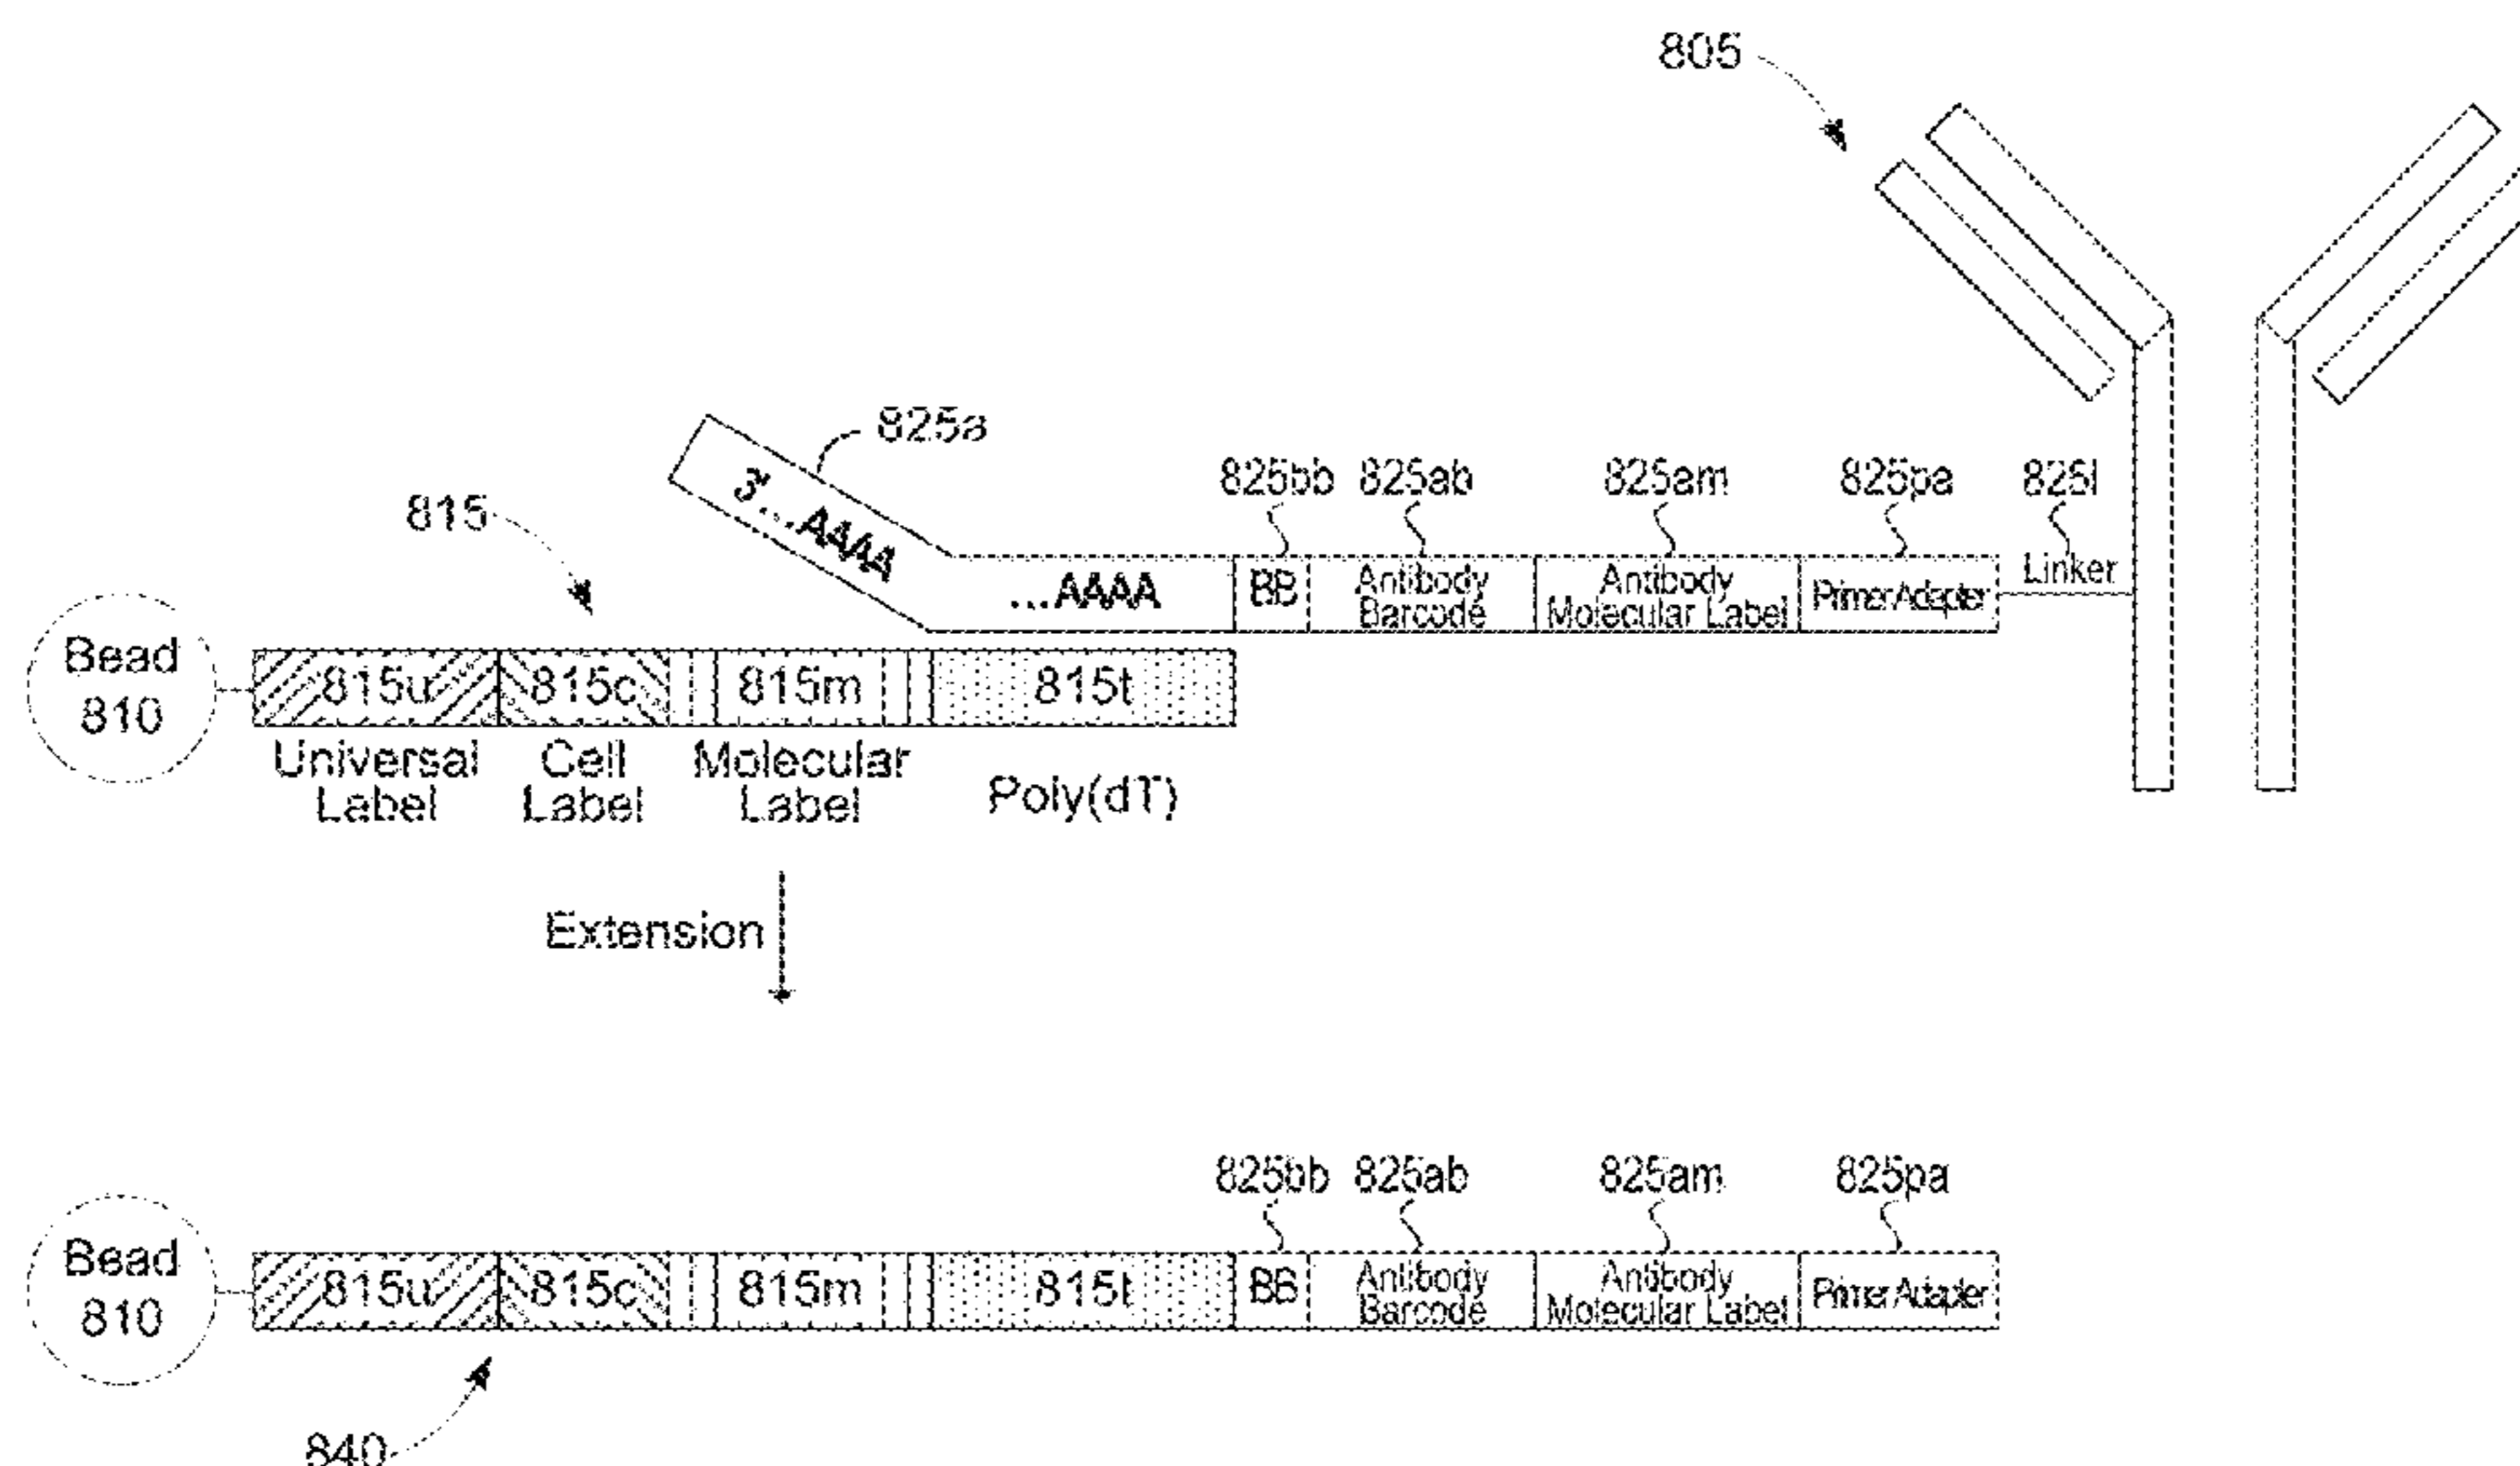 805
825a
815
825bb 825ab 825am 825pa 825l
3'...AAAA
...AAAA
BB
Antibody
Barcode
Antibody
Molecular Label
Primer Adapter
Linker
Bead
810
815u
815c
815m
815t
Universal
Label
Cell
Label
Molecular
Label
Poly(dT)
Extension
825bb 825ab 825am 825pa
Bead
810
815u
815c
815m
815t
BB
Antibody
Barcode
Antibody
Molecular Label
Primer Adapter
840